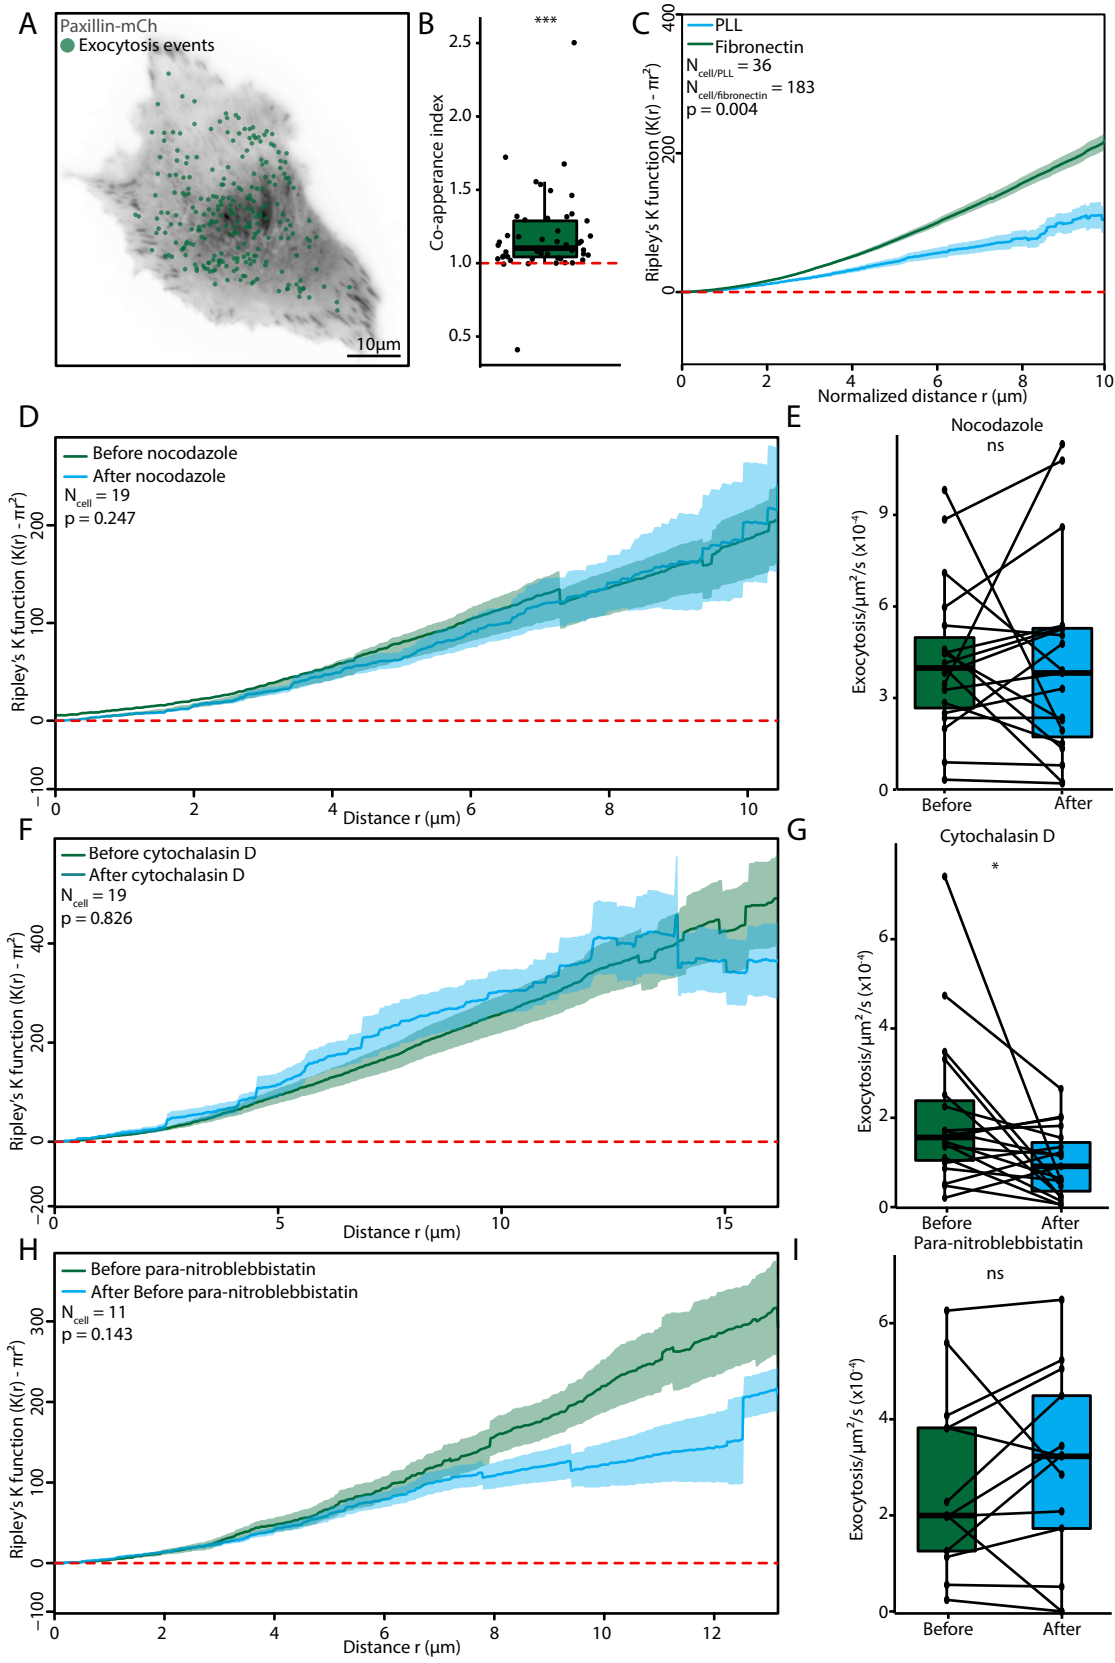 A
Paxillin-mCh
Exocytosis events
10µm
B
***
Co-apperance index
2.5
2.0
1.5
1.0
0.5
C
PLL
Fibronectin
Ncell/PLL = 36
Ncell/fibronectin = 183
p = 0.004
Ripley's K function (K(r) - πr²)
400
200
0
0 2 4 6 8 10
Normalized distance r (µm)
D
Before nocodazole
After nocodazole
Ncell = 19
p = 0.247
Ripley's K function (K(r) - πr²)
200
100
0
−100
0 2 4 6 8 10
Distance r (µm)
E
Nocodazole
ns
Exocytosis/µm²/s (x10⁻⁴)
9
6
3
0
Before After
F
Before cytochalasin D
After cytochalasin D
Ncell = 19
p = 0.826
Ripley's K function (K(r) - πr²)
400
200
0
−200
0 5 10 15
Distance r (µm)
G
Cytochalasin D
*
Exocytosis/µm²/s (x10⁻⁴)
6
4
2
0
Before After
H
Before para-nitroblebbistatin
After Before para-nitroblebbistatin
Ncell = 11
p = 0.143
Ripley's K function (K(r) - πr²)
300
200
100
0
−100
0 2 4 6 8 10 12
Distance r (µm)
I
Para-nitroblebbistatin
ns
Exocytosis/µm²/s (x10⁻⁴)
6
4
2
0
Before After